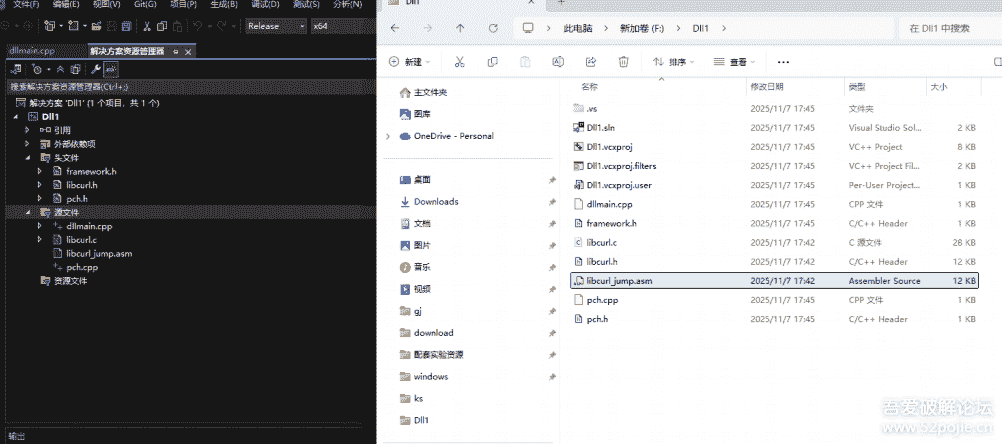 文件(F) 编辑(E) 视图(V) Git(G) 项目(P) 生成(B) 调试(D) 测试(S) 分析(N)
Release x64
dllmain.cpp 解决方案资源管理器
搜索解决方案资源管理器(Ctrl+;)
解决方案 'Dll1' (1 个项目，共 1 个)
Dll1
引用
外部依赖项
头文件
framework.h
libcurl.h
pch.h
源文件
dllmain.cpp
libcurl.c
libcurl_jump.asm
pch.cpp
资源文件
输出
Dll1
此电脑 新加卷 (F:) Dll1 在 Dll1 中搜索
新建 排序 查看
主文件夹
图库
OneDrive - Personal
桌面
Downloads
文档
图片
音乐
视频
gj
download
配套实验资源
windows
ks
Dll1
名称 修改日期 类型 大小
.vs 2025/11/7 17:45 文件夹
Dll1.sln 2025/11/7 17:45 Visual Studio Sol... 2 KB
Dll1.vcxproj 2025/11/7 17:45 VC++ Project 8 KB
Dll1.vcxproj.filters 2025/11/7 17:45 VC++ Project Fil... 2 KB
Dll1.vcxproj.user 2025/11/7 17:45 Per-User Project... 1 KB
dllmain.cpp 2025/11/7 17:45 CPP 文件 1 KB
framework.h 2025/11/7 17:45 C/C++ Header 1 KB
libcurl.c 2025/11/7 17:42 C 源文件 26 KB
libcurl.h 2025/11/7 17:42 C/C++ Header 12 KB
libcurl_jump.asm 2025/11/7 17:42 Assembler Source 12 KB
pch.cpp 2025/11/7 17:45 CPP 文件 1 KB
pch.h 2025/11/7 17:45 C/C++ Header 1 KB
吾爱破解论坛
www.52pojie.cn